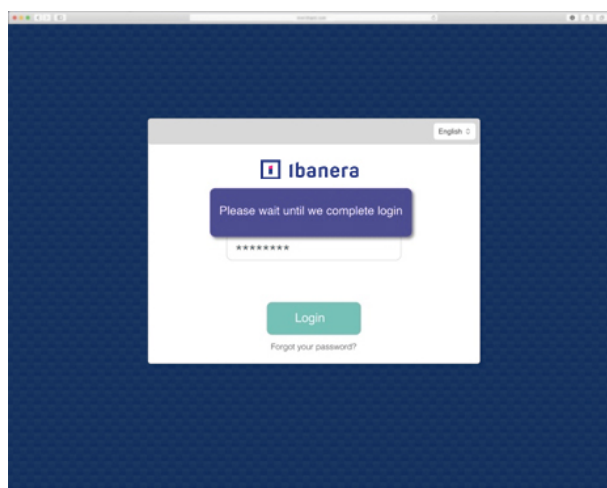 English
Ibanera
Please wait until we complete login
********
Login
Forgot your password?